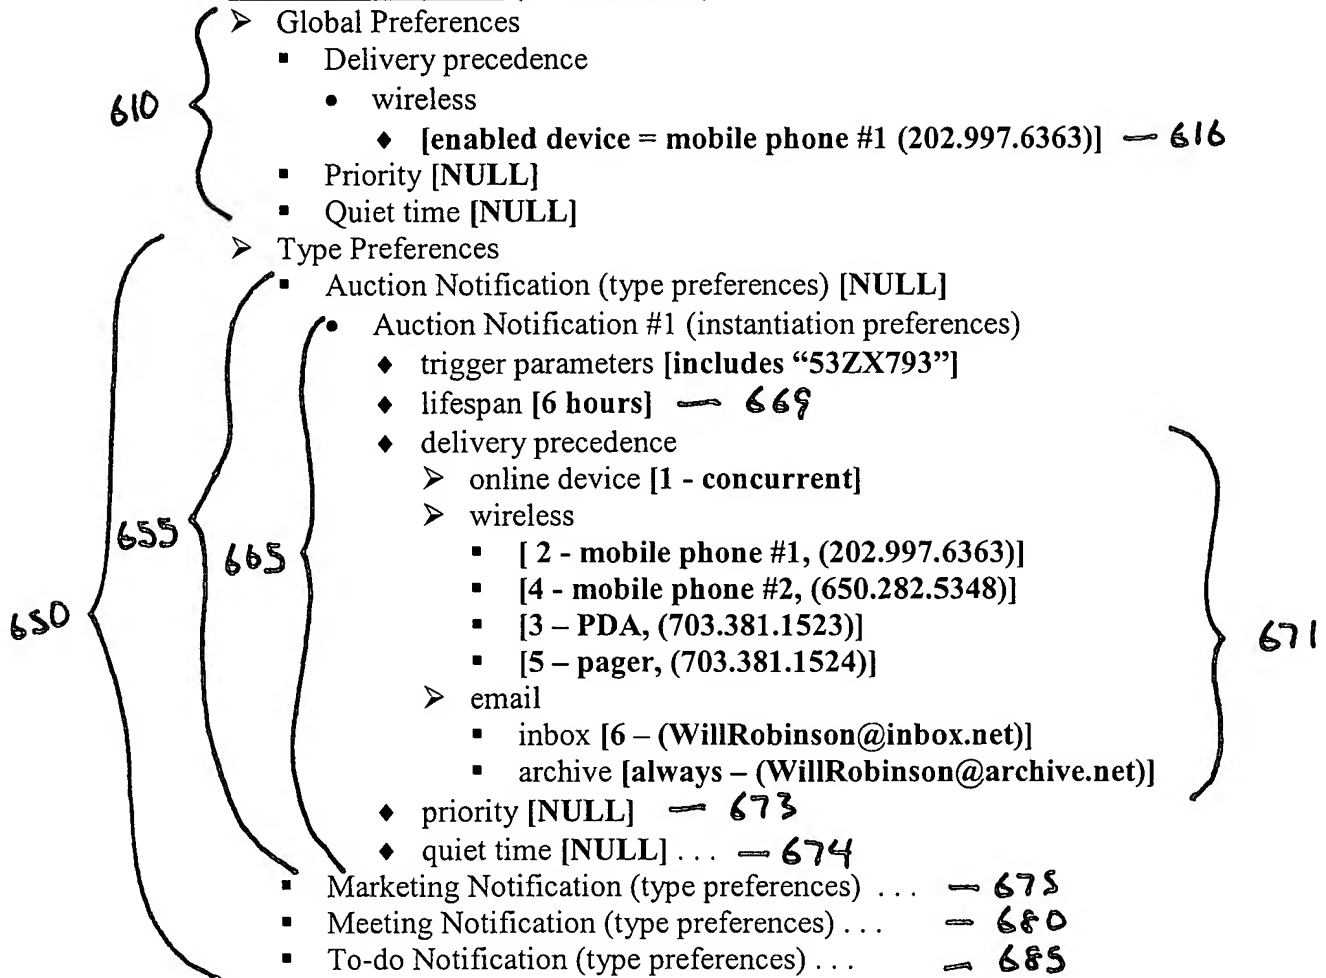 ➢ Global Preferences
▪ Delivery precedence
• wireless
610
♦ [enabled device = mobile phone #1 (202.997.6363)] — 616
▪ Priority [NULL]
▪ Quiet time [NULL]
➢ Type Preferences
▪ Auction Notification (type preferences) [NULL]
• Auction Notification #1 (instantiation preferences)
♦ trigger parameters [includes “53ZX793”]
♦ lifespan [6 hours] — 669
♦ delivery precedence
➢ online device [1 - concurrent]
➢ wireless
655
665
▪ [ 2 - mobile phone #1, (202.997.6363)]
▪ [4 - mobile phone #2, (650.282.5348)]
650
▪ [3 – PDA, (703.381.1523)]
671
▪ [5 – pager, (703.381.1524)]
➢ email
▪ inbox [6 – (WillRobinson@inbox.net)]
▪ archive [always – (WillRobinson@archive.net)]
♦ priority [NULL] — 673
♦ quiet time [NULL] . . . — 674
▪ Marketing Notification (type preferences) . . . — 675
▪ Meeting Notification (type preferences) . . . — 680
▪ To-do Notification (type preferences) . . . — 685